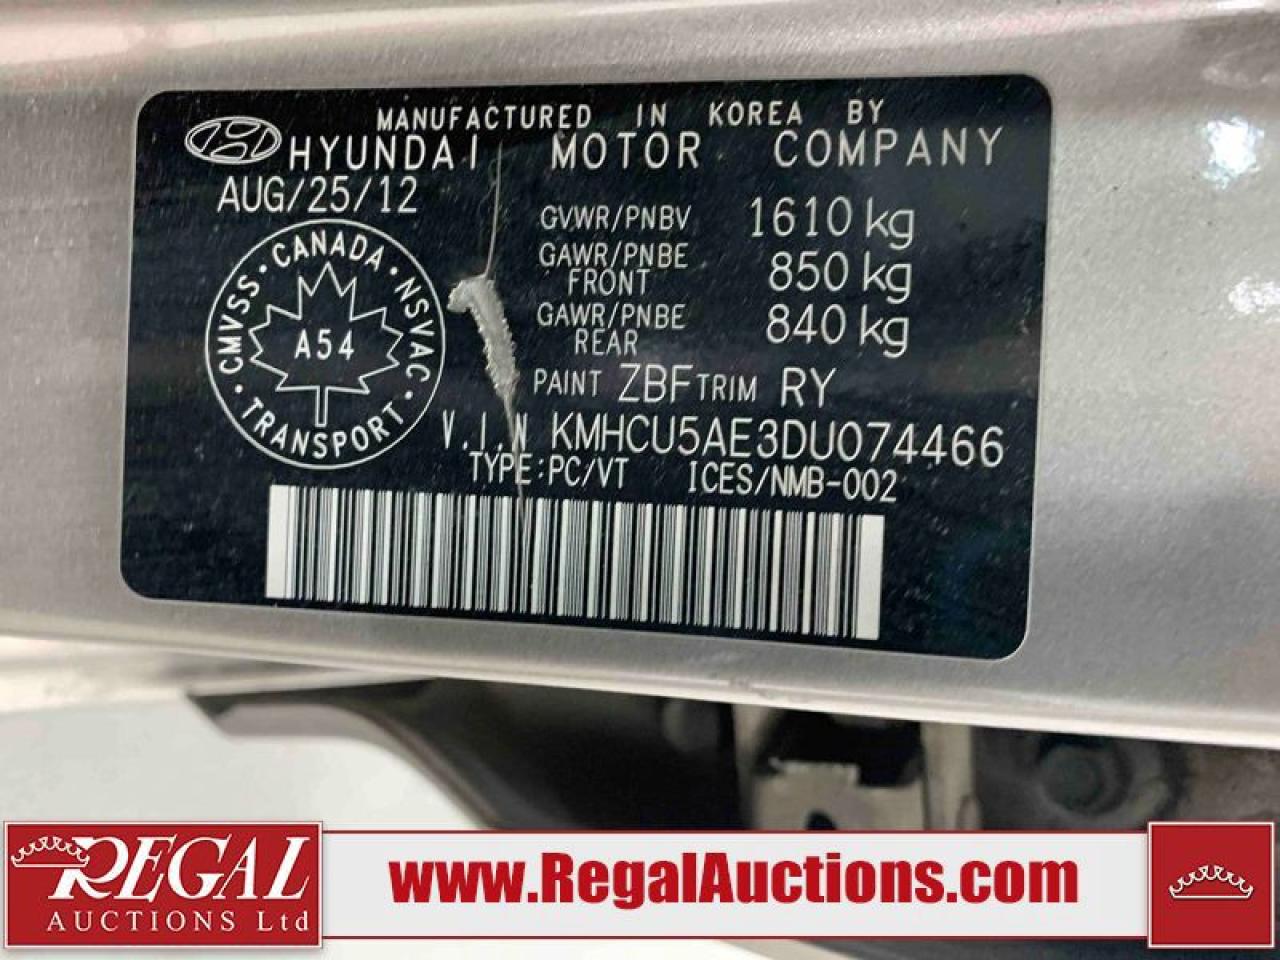 MANUFACTURED IN KOREA BY
HYUNDAI MOTOR COMPANY
AUG/25/12
GVWR/PNBV 1610 kg
GAWR/PNBE FRONT 850 kg
GAWR/PNBE REAR 840 kg
CANADA · NSVAC · TRANSPORT · CMVSS ·
A54
PAINT ZBF TRIM RY
V.I.N KMHCU5AE3DU074466
TYPE:PC/VT ICES/NMB-002
REGAL
AUCTIONS Ltd
www.RegalAuctions.com